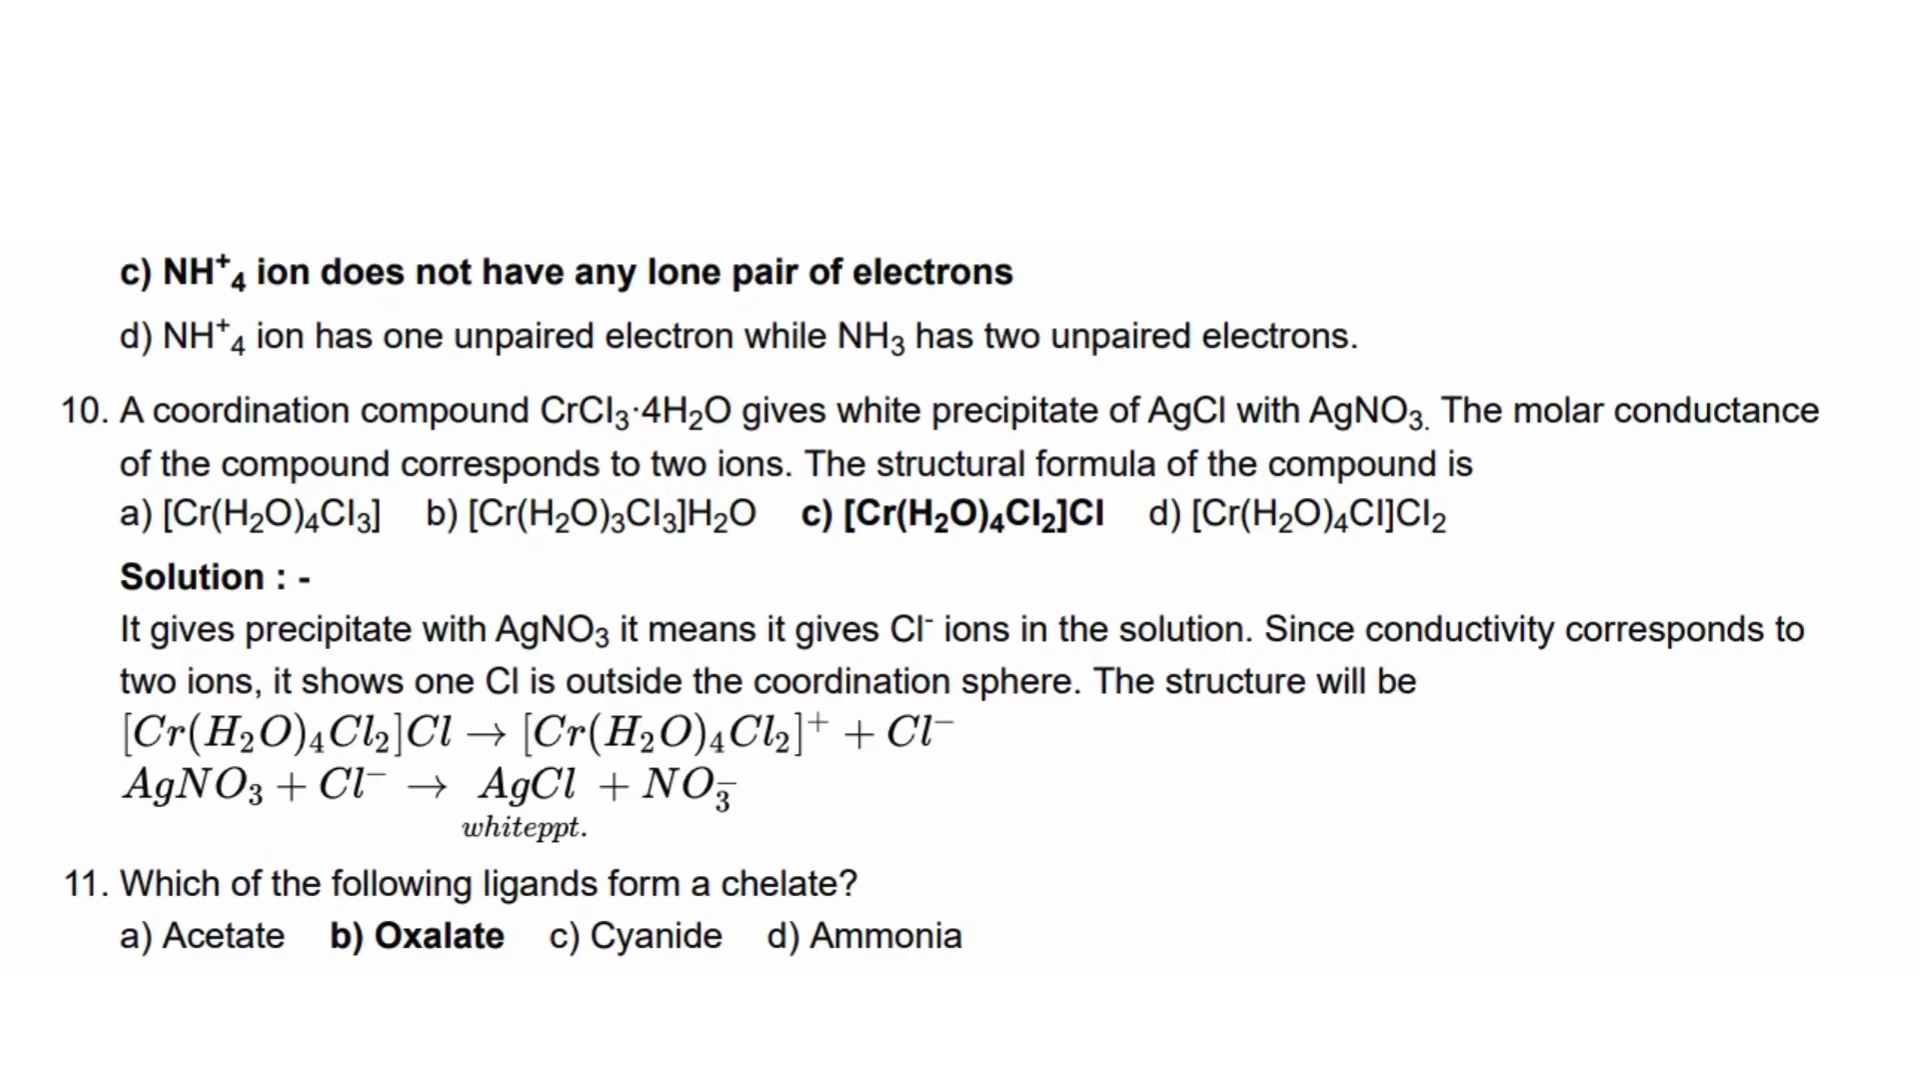 c) NH⁺₄ ion does not have any lone pair of electrons
d) NH⁺₄ ion has one unpaired electron while NH₃ has two unpaired electrons.
10. A coordination compound CrCl₃·4H₂O gives white precipitate of AgCl with AgNO₃. The molar conductance
of the compound corresponds to two ions. The structural formula of the compound is
a) [Cr(H₂O)₄Cl₃] b) [Cr(H₂O)₃Cl₃]H₂O c) [Cr(H₂O)₄Cl₂]Cl d) [Cr(H₂O)₄Cl]Cl₂
Solution : -
It gives precipitate with AgNO₃ it means it gives Cl⁻ ions in the solution. Since conductivity corresponds to
two ions, it shows one Cl is outside the coordination sphere. The structure will be
[Cr(H₂O)₄Cl₂]Cl → [Cr(H₂O)₄Cl₂]⁺ + Cl⁻
AgNO₃ + Cl⁻ → AgCl + NO₃⁻
whiteppt.
11. Which of the following ligands form a chelate?
a) Acetate b) Oxalate c) Cyanide d) Ammonia